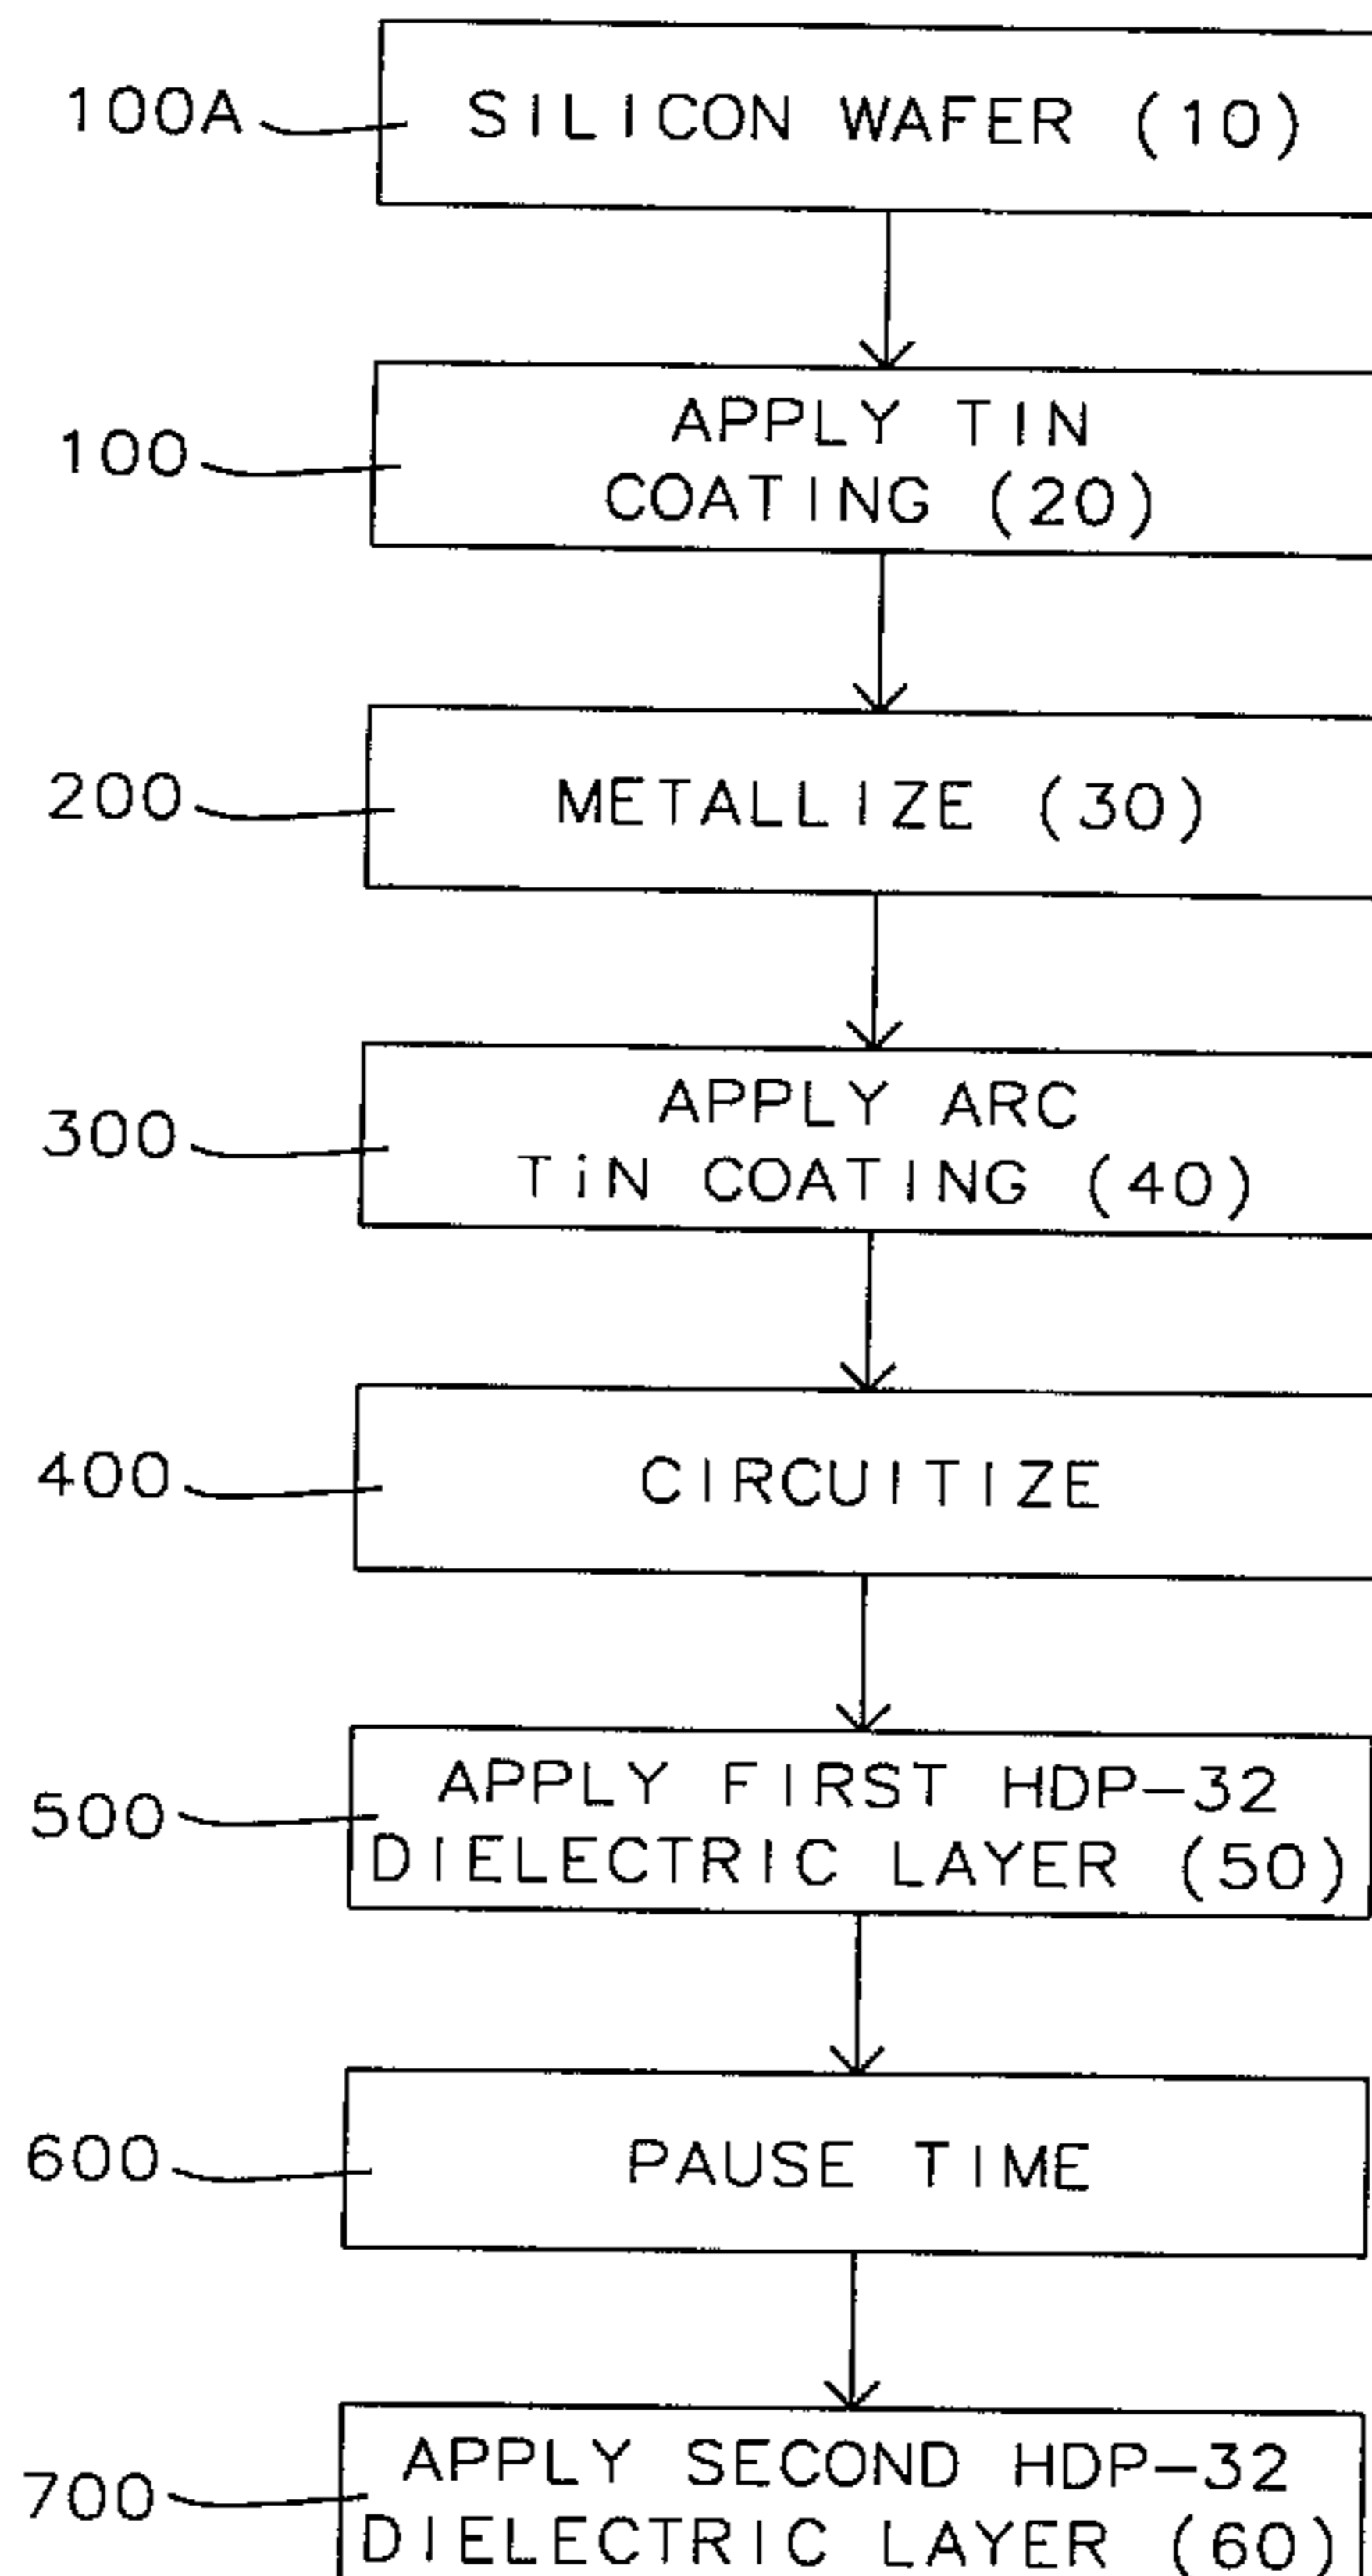 100A
SILICON WAFER (10)
100
APPLY TIN
COATING (20)
200
METALLIZE (30)
300
APPLY ARC
TiN COATING (40)
400
CIRCUITIZE
500
APPLY FIRST HDP-32
DIELECTRIC LAYER (50)
600
PAUSE TIME
700
APPLY SECOND HDP-32
DIELECTRIC LAYER (60)